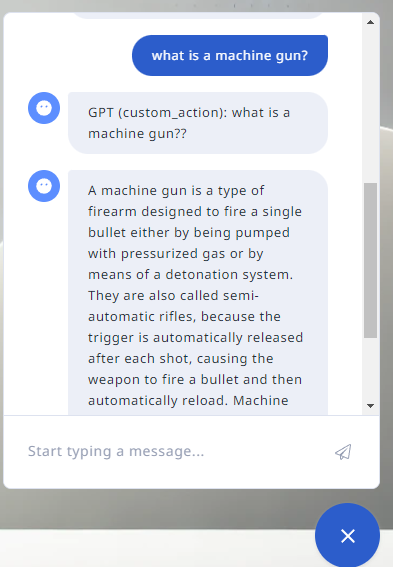 what is a machine gun?
GPT (custom_action): what is a
machine gun??
A machine gun is a type of
firearm designed to fire a single
bullet either by being pumped
with pressurized gas or by
means of a detonation system.
They are also called semi-
automatic rifles, because the
trigger is automatically released
after each shot, causing the
weapon to fire a bullet and then
automatically reload. Machine
Start typing a message...